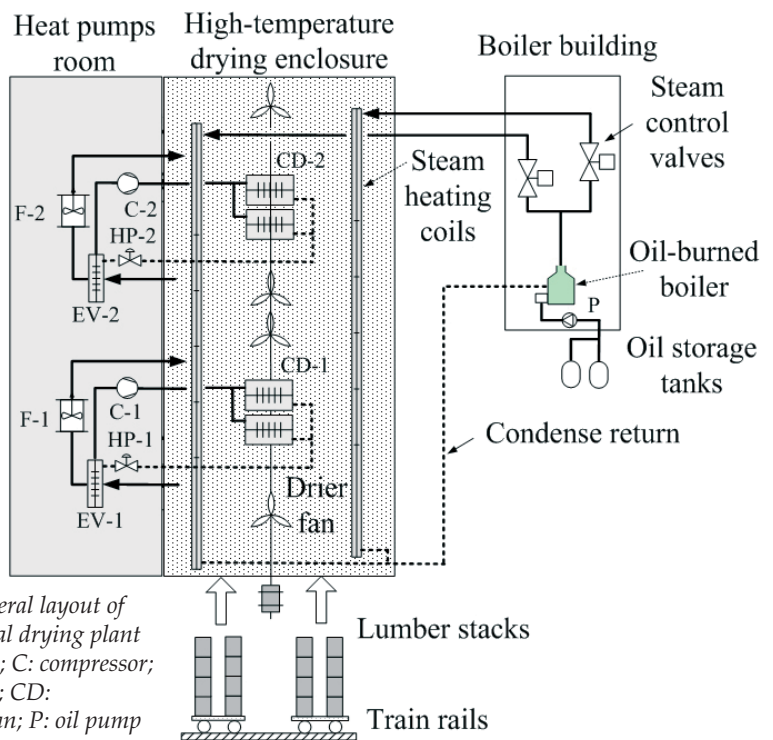 Heat pumps
room
High-temperature
drying enclosure
Boiler building
Steam
control
valves
CD-2
Steam
heating
coils
F-2
C-2
HP-2
EV-2
Oil-burned
boiler
P
Oil storage
tanks
CD-1
F-1
C-1
HP-1
EV-1
Condense return
Drier
fan
layout of
drying plant
; C: compressor;
; CD:
; P: oil pump
Lumber stacks
Train rails